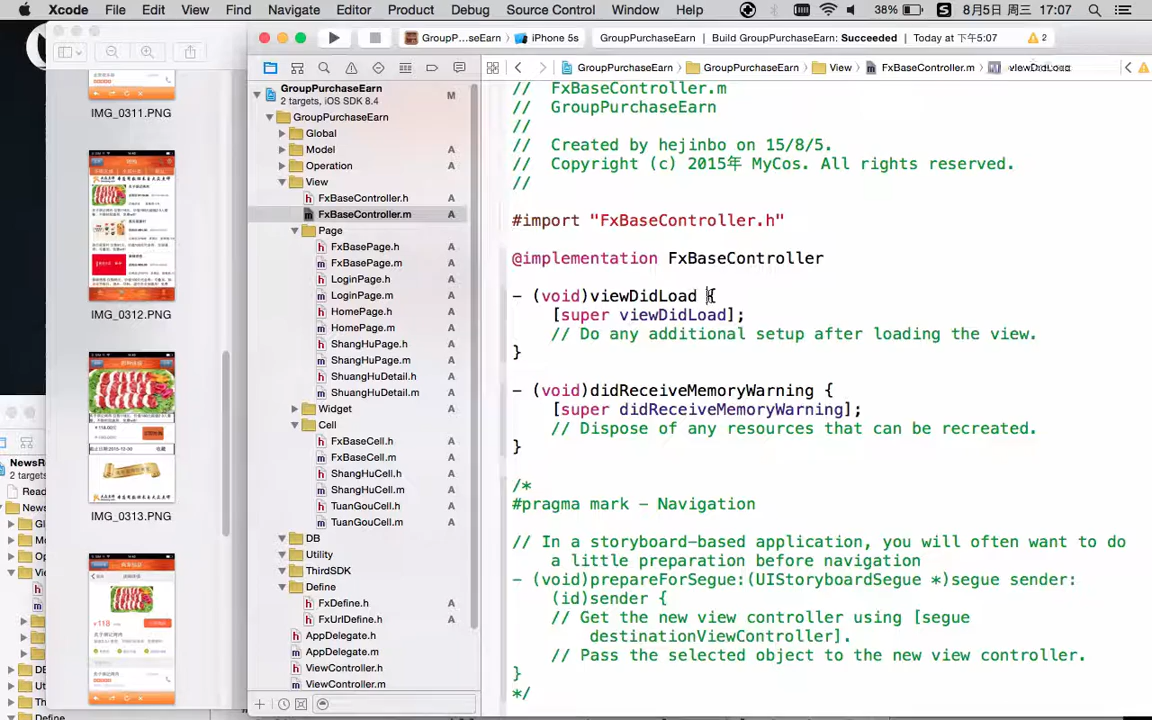 Xcode File Edit View Find Navigate Editor Product Debug Source Control Window Help 38% 8月5日 周三 17:07
GroupP...seEarn iPhone 5s GroupPurchaseEarn Build GroupPurchaseEarn: Succeeded Today at 下午5:07 2
GroupPurchaseEarn GroupPurchaseEarn View FxBaseController.m viewDidLoad
IMG_0311.PNG
IMG_0312.PNG
IMG_0313.PNG
NewsR
2 targets
Read
News
Define
GroupPurchaseEarn M
2 targets, iOS SDK 8.4
GroupPurchaseEarn
Global
Model
Operation
View
FxBaseController.h A
FxBaseController.m A
Page
FxBasePage.h A
FxBasePage.m A
LoginPage.h A
LoginPage.m A
HomePage.h A
HomePage.m A
ShangHuPage.h A
ShangHuPage.m A
ShuangHuDetail.h A
ShuangHuDetail.m A
Widget
Cell
FxBaseCell.h A
FxBaseCell.m A
ShangHuCell.h A
ShangHuCell.m A
TuanGouCell.h A
TuanGouCell.m A
DB
Utility
ThirdSDK
Define
FxDefine.h A
FxUrlDefine.h A
AppDelegate.h
AppDelegate.m
ViewController.h
ViewController.m
// FxBaseController.m
// GroupPurchaseEarn
//
// Created by hejinbo on 15/8/5.
// Copyright (c) 2015年 MyCos. All rights reserved.
//
#import "FxBaseController.h"
@implementation FxBaseController
- (void)viewDidLoad {
[super viewDidLoad];
// Do any additional setup after loading the view.
}
- (void)didReceiveMemoryWarning {
[super didReceiveMemoryWarning];
// Dispose of any resources that can be recreated.
}
/*
#pragma mark - Navigation
// In a storyboard-based application, you will often want to do
a little preparation before navigation
- (void)prepareForSegue:(UIStoryboardSegue *)segue sender:
(id)sender {
// Get the new view controller using [segue
destinationViewController].
// Pass the selected object to the new view controller.
}
*/